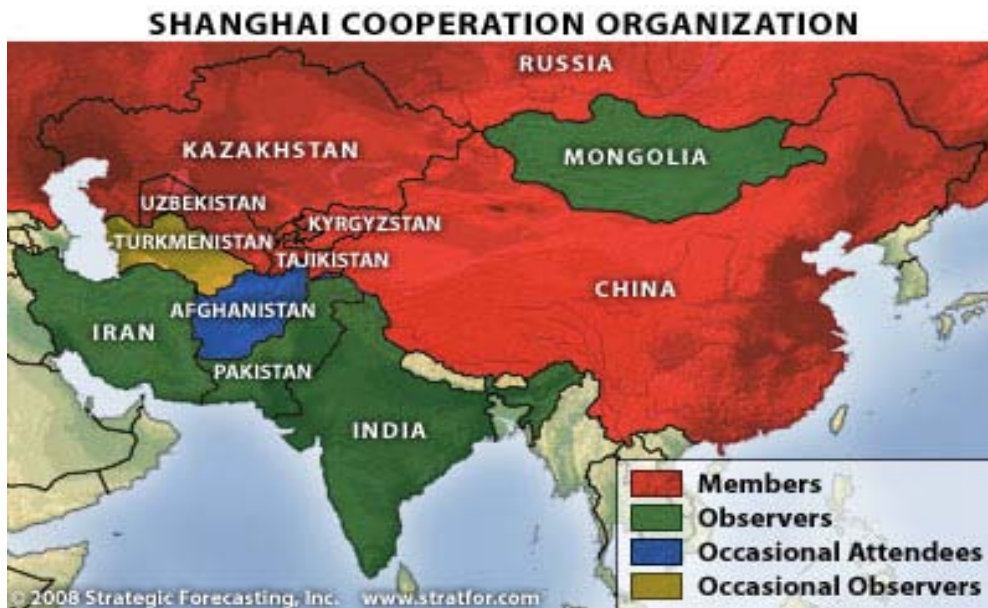 SHANGHAI COOPERATION ORGANIZATION
RUSSIA
KAZAKHSTAN
MONGOLIA
UZBEKISTAN
KYRGYZSTAN
TURKMENISTAN
TAJIKISTAN
CHINA
AFGHANISTAN
IRAN
PAKISTAN
INDIA
Members
Observers
Occasional Attendees
Occasional Observers
© 2008 Strategic Forecasting, Inc. www.stratfor.com